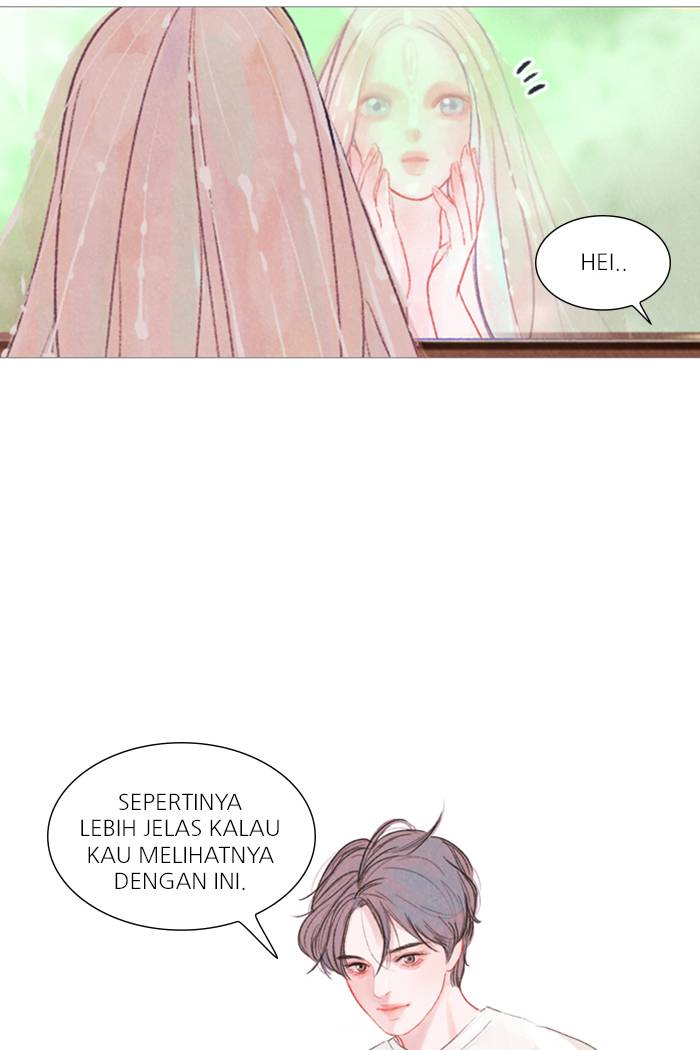 HEI..
SEPERTINYA
LEBIH JELAS KALAU
KAU MELIHATNYA
DENGAN INI.